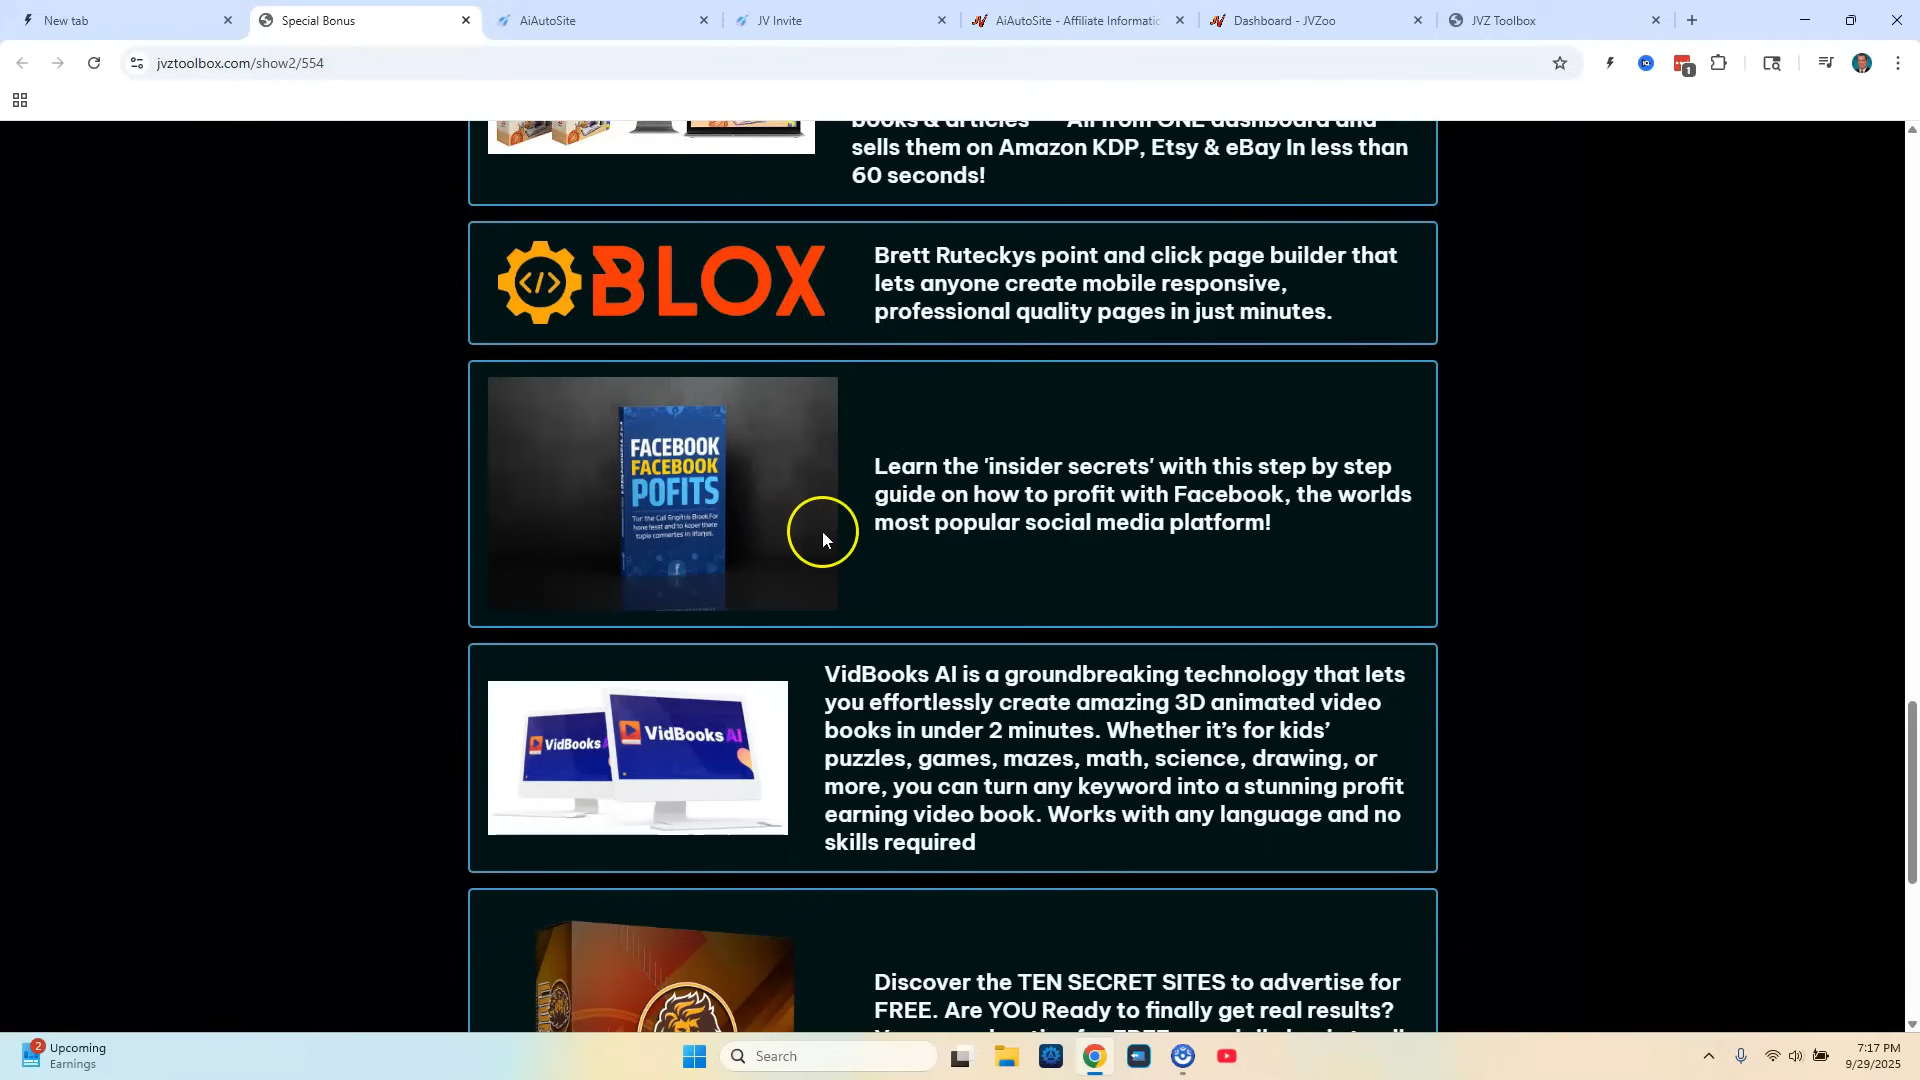 New tab
Special Bonus
AiAutoSite
JV Invite
AiAutoSite - Affiliate Informatic
Dashboard - JVZoo
JVZ Toolbox
jvztoolbox.com/show2/554
1
sells them on Amazon KDP, Etsy & eBay In less than
60 seconds!
BLOX
Brett Ruteckys point and click page builder that
lets anyone create mobile responsive,
professional quality pages in just minutes.
FACEBOOK
FACEBOOK
POFITS
Learn the 'insider secrets' with this step by step
guide on how to profit with Facebook, the worlds
most popular social media platform!
VidBooks
VidBooks AI
VidBooks AI is a groundbreaking technology that lets
you effortlessly create amazing 3D animated video
books in under 2 minutes. Whether it’s for kids’
puzzles, games, mazes, math, science, drawing, or
more, you can turn any keyword into a stunning profit
earning video book. Works with any language and no
skills required
Discover the TEN SECRET SITES to advertise for
FREE. Are YOU Ready to finally get real results?
2
Upcoming
Earnings
Search
7:17 PM
9/29/2025